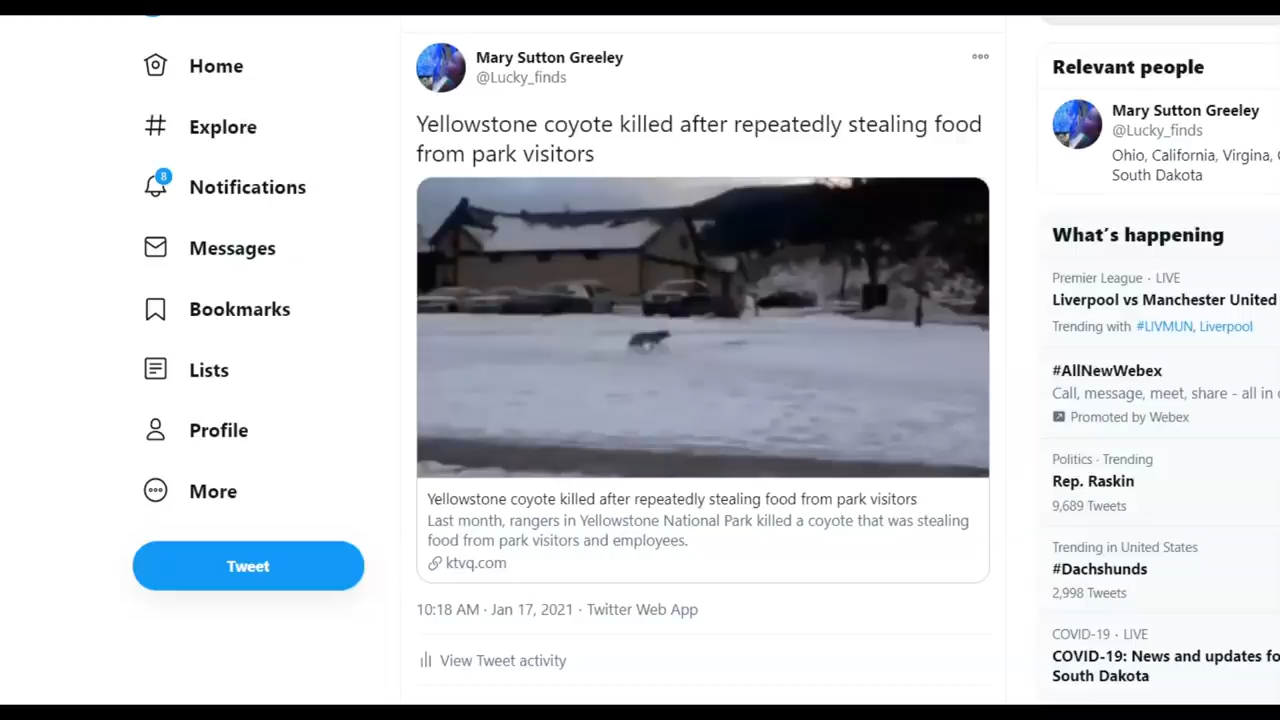 Home
Explore
8
Notifications
Messages
Bookmarks
Lists
Profile
More
Tweet
Mary Sutton Greeley
@Lucky_finds
Yellowstone coyote killed after repeatedly stealing food
from park visitors
Yellowstone coyote killed after repeatedly stealing food from park visitors
Last month, rangers in Yellowstone National Park killed a coyote that was stealing
food from park visitors and employees.
ktvq.com
10:18 AM · Jan 17, 2021 · Twitter Web App
View Tweet activity
Relevant people
Mary Sutton Greeley
@Lucky_finds
Ohio, California, Virgina,
South Dakota
What's happening
Premier League · LIVE
Liverpool vs Manchester United
Trending with #LIVMUN, Liverpool
#AllNewWebex
Call, message, meet, share - all in
Promoted by Webex
Politics · Trending
Rep. Raskin
9,689 Tweets
Trending in United States
#Dachshunds
2,998 Tweets
COVID-19 · LIVE
COVID-19: News and updates fo
South Dakota